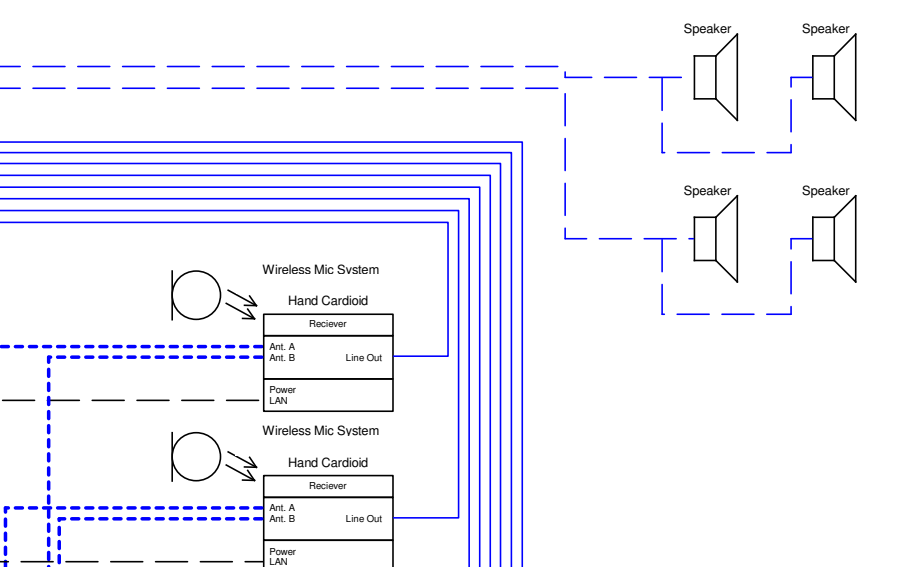 Speaker
Speaker
Speaker
Speaker
Wireless Mic System
Hand Cardioid
Reciever
Ant. A
Ant. B
Line Out
Power
LAN
Wireless Mic System
Hand Cardioid
Reciever
Ant. A
Ant. B
Line Out
Power
LAN